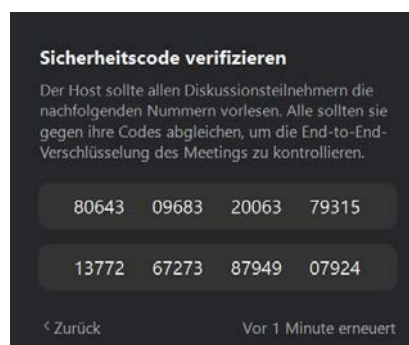 Sicherheitscode verifizieren
Der Host sollte allen Diskussionsteilnehmern die
nachfolgenden Nummern vorlesen. Alle sollten sie
gegen ihre Codes abgleichen, um die End-to-End-
Verschlüsselung des Meetings zu kontrollieren.
80643 09683 20063 79315
13772 67273 87949 07924
< Zurück Vor 1 Minute erneuert